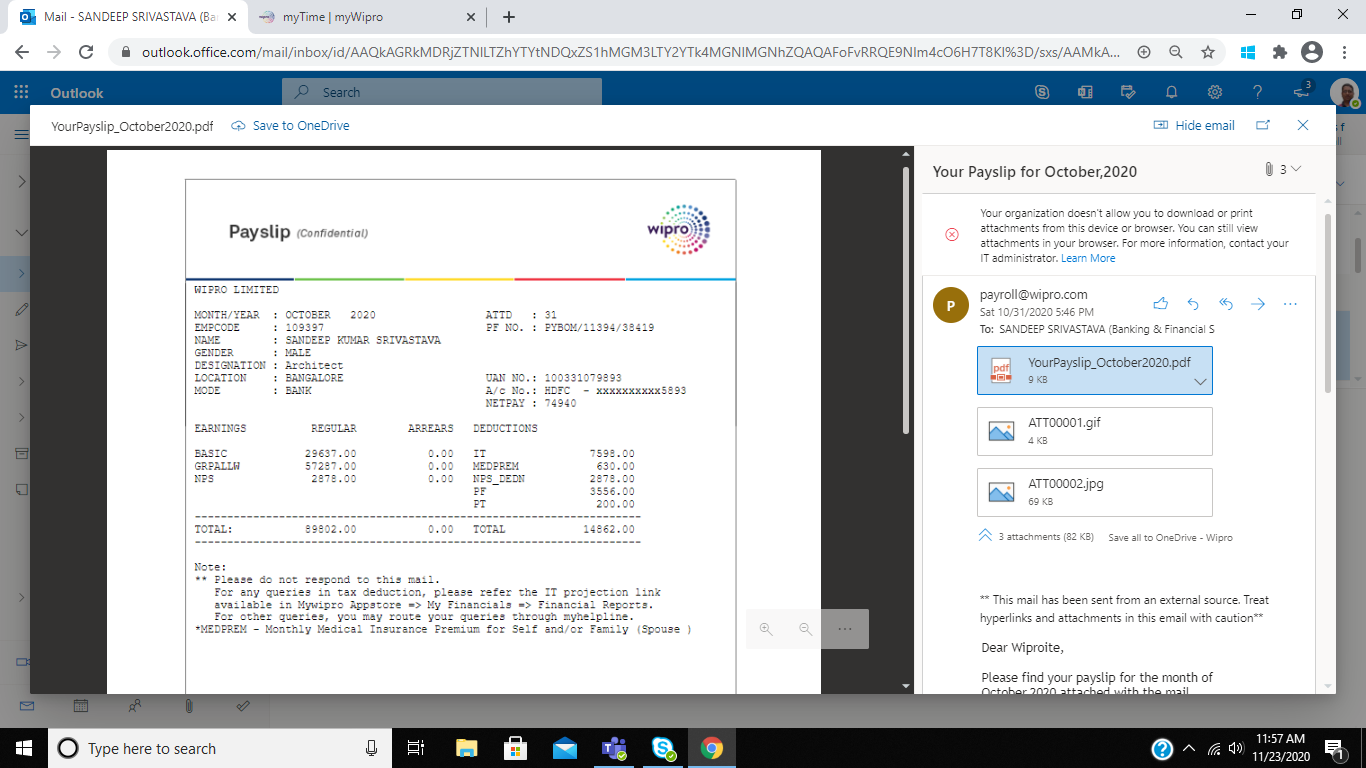 Mail - SANDEEP SRIVASTAVA (Ba
myTime | myWipro
Outlook
Search
3
YourPayslip_October2020.pdf
Save to OneDrive
Hide email
Payslip (Confidential)
wipro
WIPRO LIMITED
MONTH/YEAR : OCTOBER 2020 ATTD : 31
EMPCODE : 109397 PF NO. : PYBOM/11394/38419
NAME : SANDEEP KUMAR SRIVASTAVA
GENDER : MALE
DESIGNATION : Architect
LOCATION : BANGALORE UAN NO.: 100331079893
MODE : BANK A/c No.: HDFC - xxxxxxxxxx5893
NETPAY : 74940
EARNINGS REGULAR ARREARS DEDUCTIONS
BASIC 29637.00 0.00 IT 7598.00
GRPALLW 57287.00 0.00 MEDPREM 630.00
NPS 2878.00 0.00 NPS_DEDN 2878.00
PF 3556.00
PT 200.00
TOTAL: 89802.00 0.00 TOTAL 14862.00
Note:
** Please do not respond to this mail.
For any queries in tax deduction, please refer the IT projection link
available in Mywipro Appstore => My Financials => Financial Reports.
For other queries, you may route your queries through myhelpline.
*MEDPREM - Monthly Medical Insurance Premium for Self and/or Family (Spouse )
Your Payslip for October,2020
3
Your organization doesn't allow you to download or print
attachments from this device or browser. You can still view
attachments in your browser. For more information, contact your
IT administrator. Learn More
P
payroll@wipro.com
Sat 10/31/2020 5:46 PM
To: SANDEEP SRIVASTAVA (Banking & Financial S
YourPayslip_October2020.pdf
9 KB
ATT00001.gif
4 KB
ATT00002.jpg
69 KB
3 attachments (82 KB) Save all to OneDrive - Wipro
** This mail has been sent from an external source. Treat
hyperlinks and attachments in this email with caution**
Dear Wiproite,
Please find your payslip for the month of
October 2020 attached with the mail
Type here to search
11:57 AM
11/23/2020
1